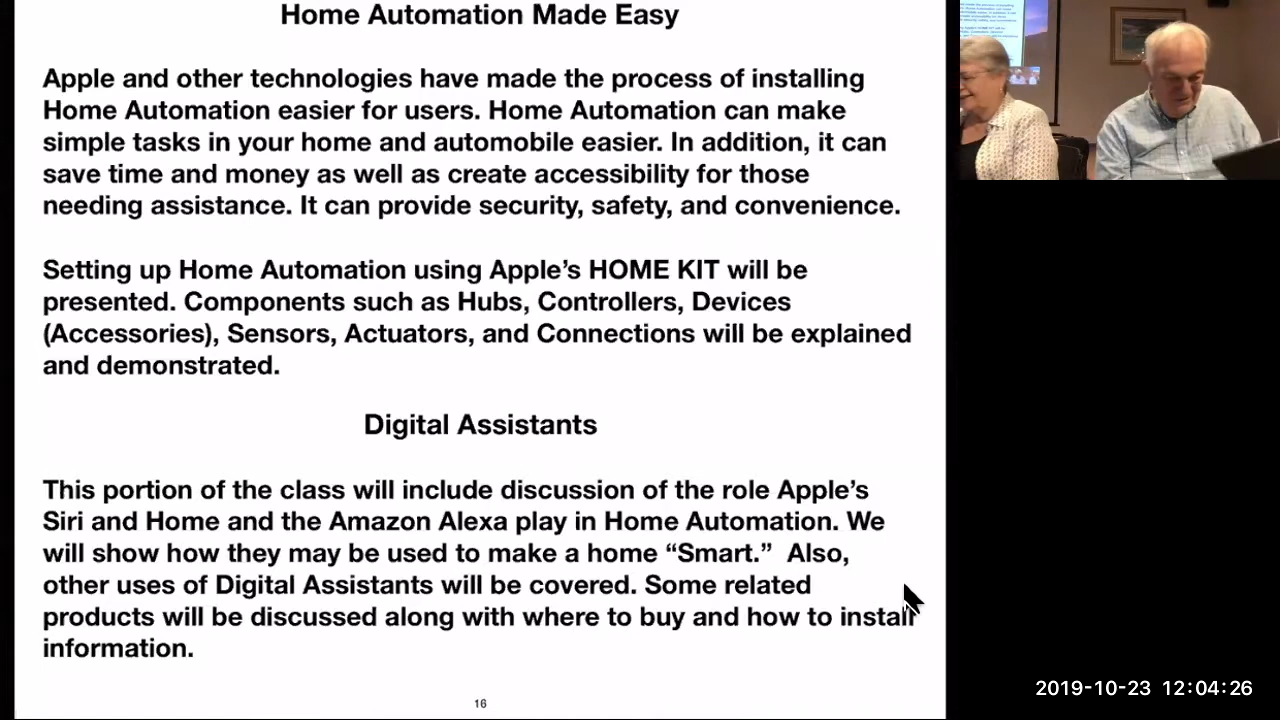 Home Automation Made Easy
Apple and other technologies have made the process of installing
Home Automation easier for users. Home Automation can make
simple tasks in your home and automobile easier. In addition, it can
save time and money as well as create accessibility for those
needing assistance. It can provide security, safety, and convenience.
Setting up Home Automation using Apple’s HOME KIT will be
presented. Components such as Hubs, Controllers, Devices
(Accessories), Sensors, Actuators, and Connections will be explained
and demonstrated.
Digital Assistants
This portion of the class will include discussion of the role Apple’s
Siri and Home and the Amazon Alexa play in Home Automation. We
will show how they may be used to make a home “Smart.”  Also,
other uses of Digital Assistants will be covered. Some related
products will be discussed along with where to buy and how to install
information.
16
2019-10-23 12:04:26